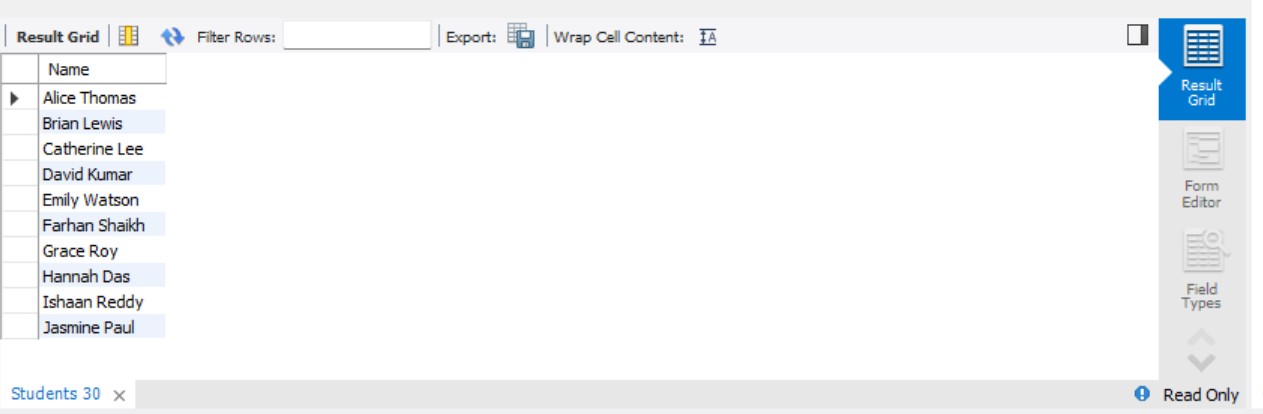 Result Grid Filter Rows: Export: Wrap Cell Content: IA
Name
Alice Thomas
Brian Lewis
Catherine Lee
David Kumar
Emily Watson
Farhan Shaikh
Grace Roy
Hannah Das
Ishaan Reddy
Jasmine Paul
Result
Grid
Form
Editor
Field
Types
Students 30 ×
Read Only